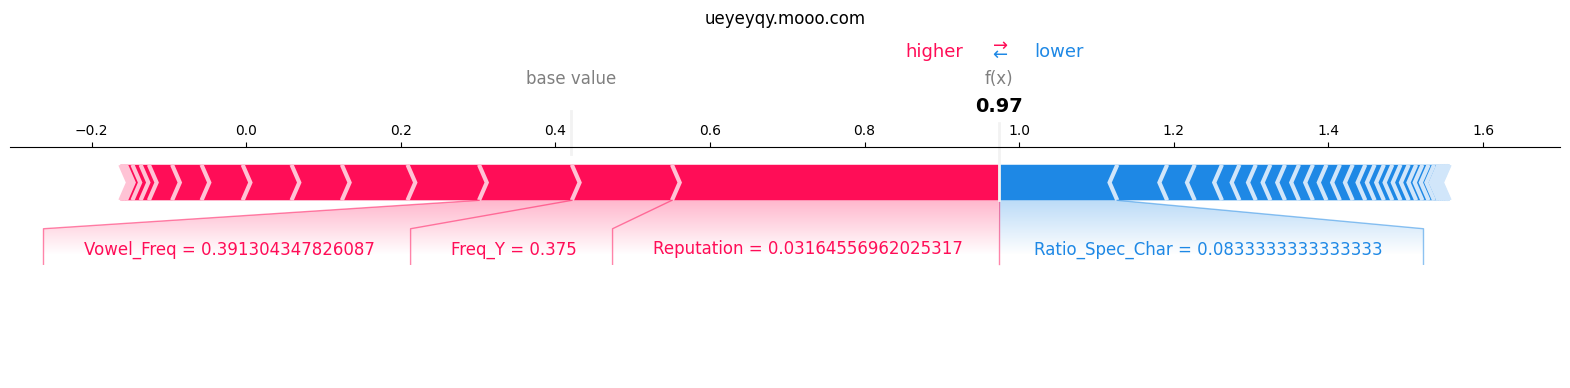 ueyeyqy.mooo.com
higher ⇄ lower
base value f(x)
0.97
−0.2 0.0 0.2 0.4 0.6 0.8 1.0 1.2 1.4 1.6
Vowel_Freq = 0.391304347826087 Freq_Y = 0.375 Reputation = 0.03164556962025317 Ratio_Spec_Char = 0.0833333333333333